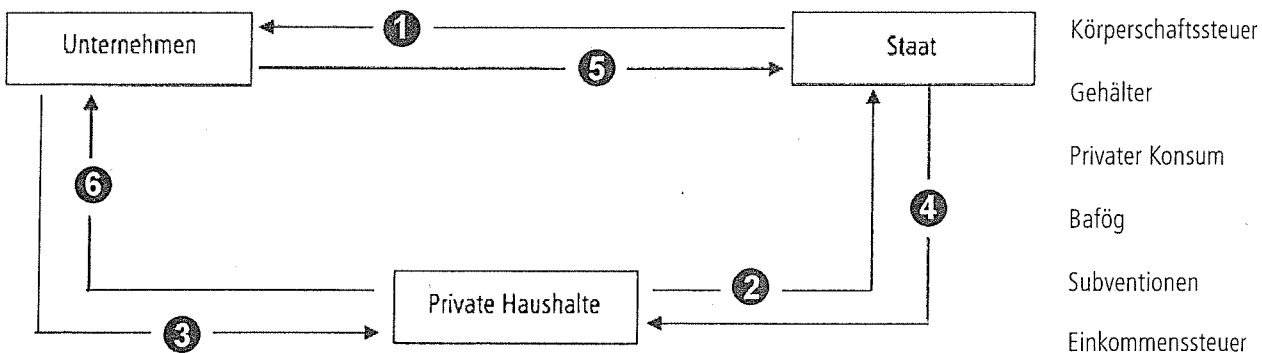 Unternehmen
1
5
Staat
6
4
Private Haushalte
2
3
Körperschaftssteuer
Gehälter
Privater Konsum
Bafög
Subventionen
Einkommenssteuer